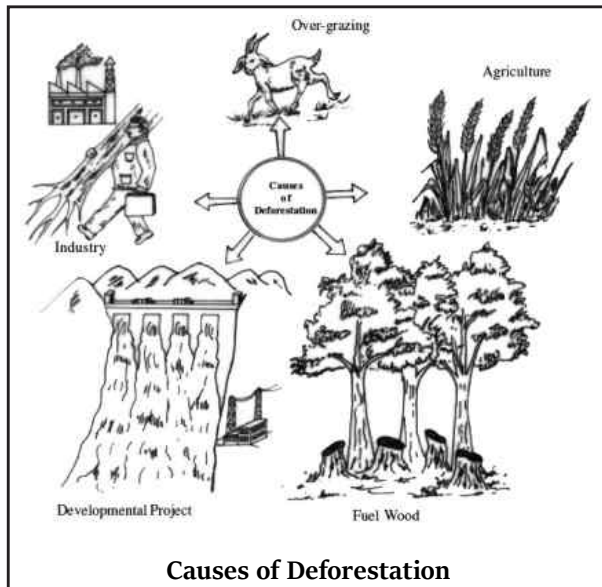 Over-grazing
Agriculture
Causes
of
Deforestation
Industry
Developmental Project
Fuel Wood
Causes of Deforestation